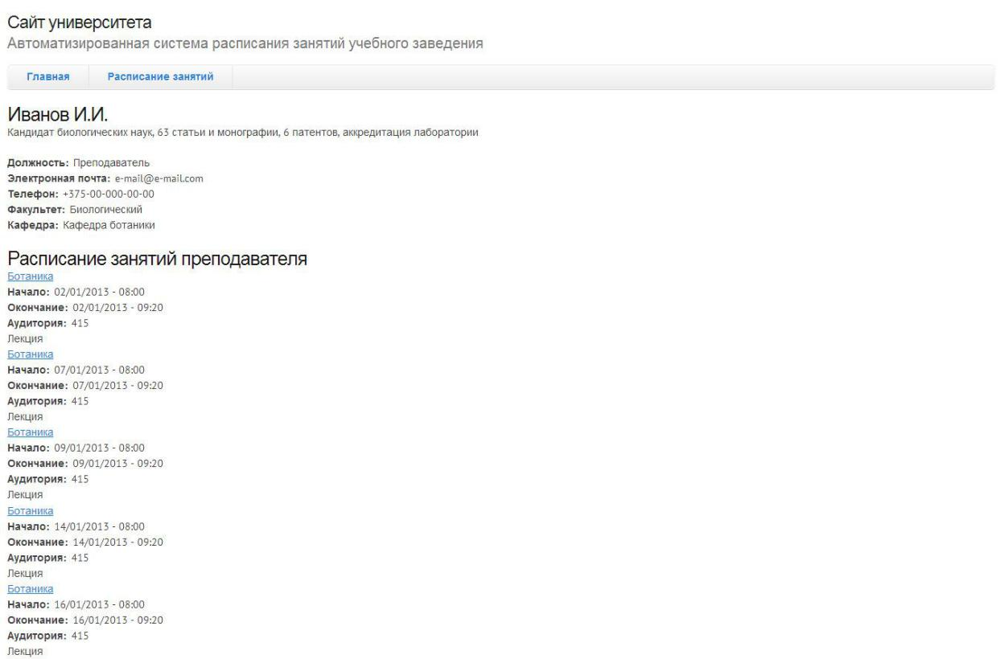 Сайт университета
Автоматизированная система расписания занятий учебного заведения
Главная Расписание занятий
Иванов И.И.
Кандидат биологических наук, 63 статьи и монографии, 6 патентов, аккредитация лаборатории
Должность: Преподаватель
Электронная почта: e-mail@e-mail.com
Телефон: +375-00-000-00-00
Факультет: Биологический
Кафедра: Кафедра ботаники
Расписание занятий преподавателя
Ботаника
Начало: 02/01/2013 - 08:00
Окончание: 02/01/2013 - 09:20
Аудитория: 415
Лекция
Ботаника
Начало: 07/01/2013 - 08:00
Окончание: 07/01/2013 - 09:20
Аудитория: 415
Лекция
Ботаника
Начало: 09/01/2013 - 08:00
Окончание: 09/01/2013 - 09:20
Аудитория: 415
Лекция
Ботаника
Начало: 14/01/2013 - 08:00
Окончание: 14/01/2013 - 09:20
Аудитория: 415
Лекция
Ботаника
Начало: 16/01/2013 - 08:00
Окончание: 16/01/2013 - 09:20
Аудитория: 415
Лекция